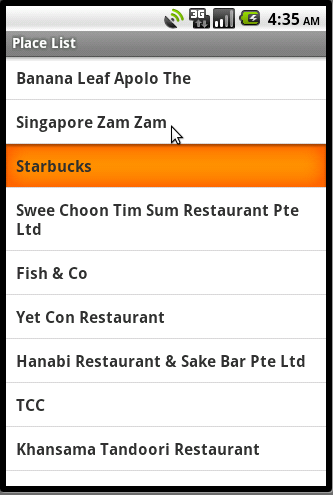 3G 4:35 AM
Place List
Banana Leaf Apolo The
Singapore Zam Zam
Starbucks
Swee Choon Tim Sum Restaurant Pte
Ltd
Fish & Co
Yet Con Restaurant
Hanabi Restaurant & Sake Bar Pte Ltd
TCC
Khansama Tandoori Restaurant